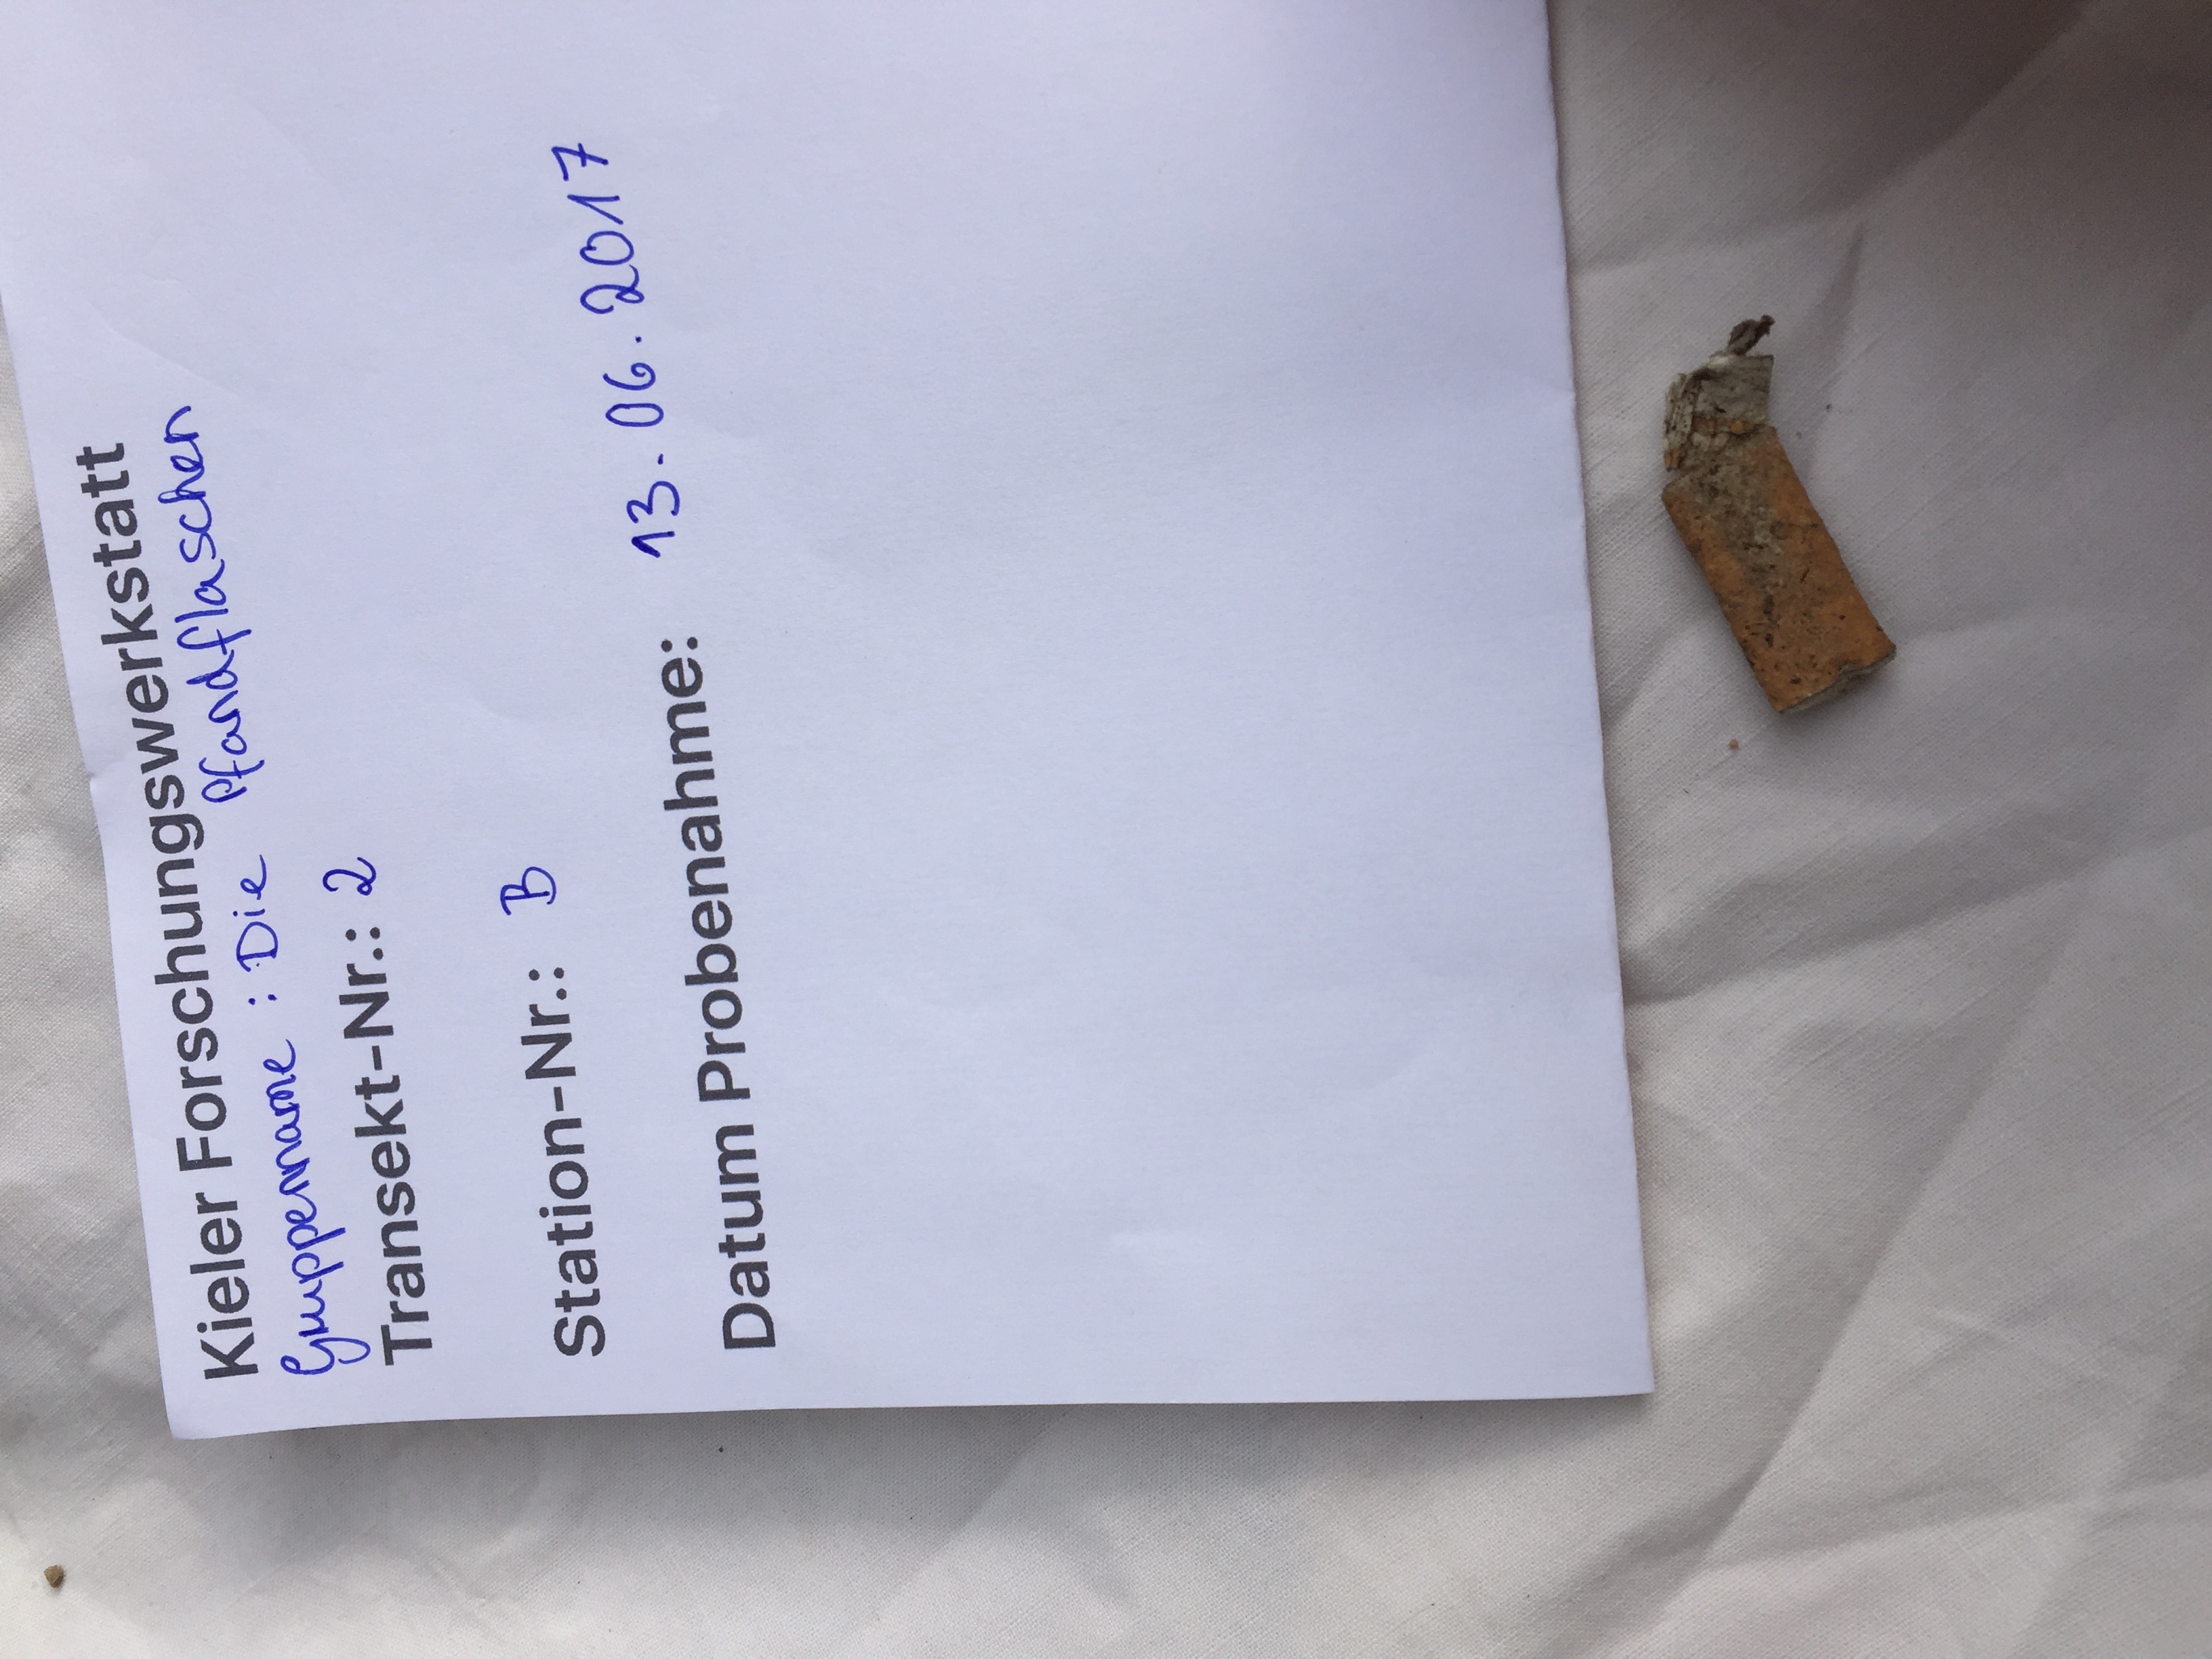 Kieler Forschungswerkstatt
Gruppenname : Die Pfandflaschen
Transekt-Nr.: 2
Station-Nr.: B
Datum Probenahme: 13.06.2017